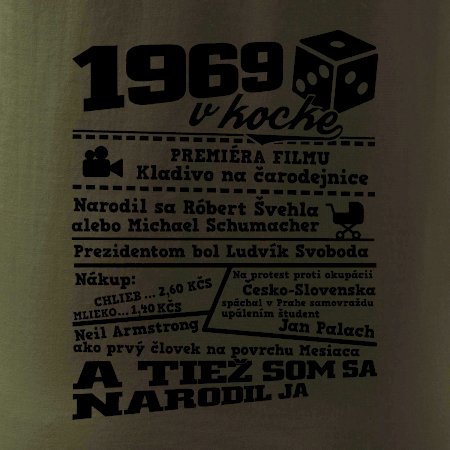 1969
v kocke
PREMIÉRA FILMU
Kladivo na čarodejnice
Narodil sa Róbert Švehla
alebo Michael Schumacher
Prezidentom bol Ludvík Svoboda
Nákup:
CHLIEB ... 2,60 KČS
MLIEKO... 1,40 KČS
Na protest proti okupácii
Česko-Slovenska
spáchal v Prahe samovraždu
upálením študent
Jan Palach
Neil Armstrong
ako prvý človek na povrchu Mesiaca
A TIEŽ SOM SA
NARODIL JA